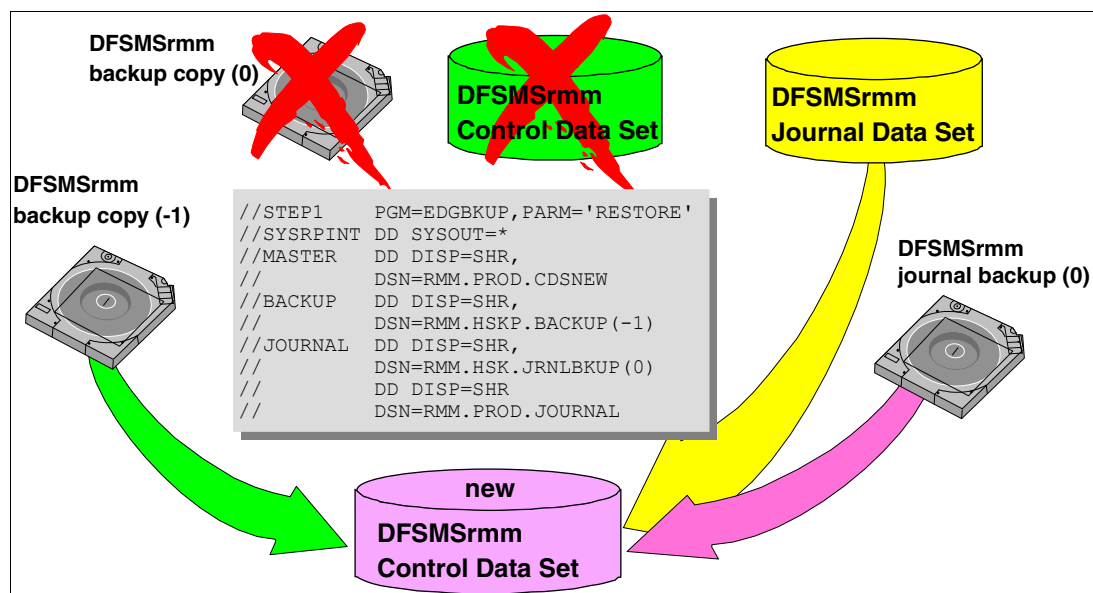 DFSMSrmm
backup copy (0)
DFSMSrmm
Control Data Set
DFSMSrmm
Journal Data Set
DFSMSrmm
backup copy (-1)
//STEP1    PGM=EDGBKUP,PARM='RESTORE'
//SYSRPINT DD SYSOUT=*
//MASTER   DD DISP=SHR,
//         DSN=RMM.PROD.CDSNEW
//BACKUP   DD DISP=SHR,
//         DSN=RMM.HSKP.BACKUP(-1)
//JOURNAL  DD DISP=SHR,
//         DSN=RMM.HSK.JRNLBKUP(0)
//         DD DISP=SHR
//         DSN=RMM.PROD.JOURNAL
DFSMSrmm
journal backup (0)
new
DFSMSrmm
Control Data Set